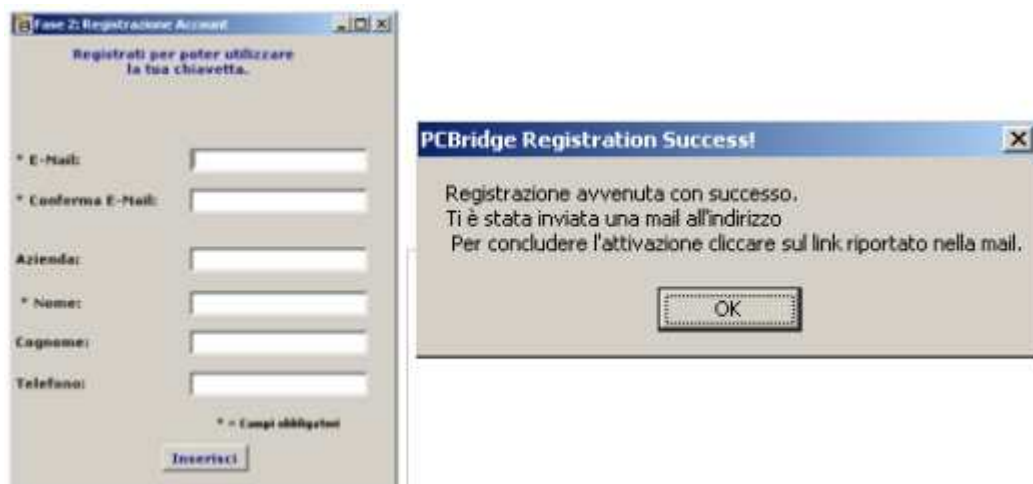 Fase 2: Registrazione Account
Registrati per poter utilizzare
la tua chiavetta.
* E-Mail:
* Conferma E-Mail:
Azienda:
* Nome:
Cognome:
Telefono:
* = Campi obbligatori
Inserisci
PCBridge Registration Success!
Registrazione avvenuta con successo.
Ti è stata inviata una mail all'indirizzo
Per concludere l'attivazione cliccare sul link riportato nella mail.
OK